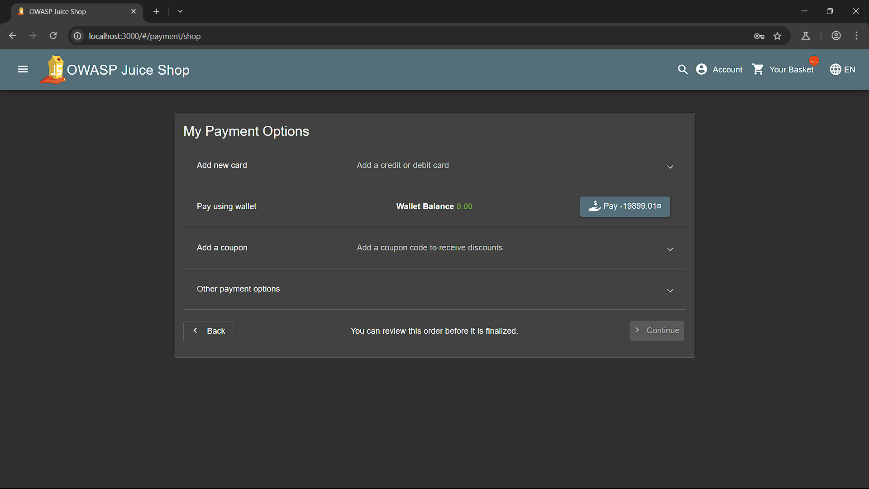 OWASP Juice Shop
localhost:3000/#/payment/shop
OWASP Juice Shop
Account
Your Basket
EN
My Payment Options
Add new card
Add a credit or debit card
Pay using wallet
Wallet Balance 0.00
Pay -19899.01¤
Add a coupon
Add a coupon code to receive discounts
Other payment options
Back
You can review this order before it is finalized.
Continue